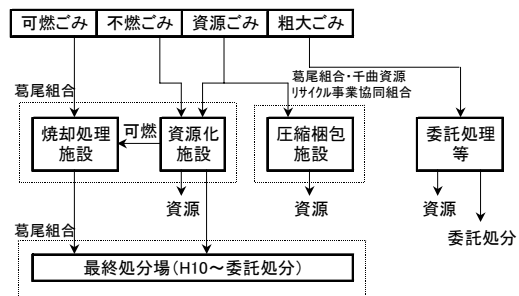 可燃ごみ 不燃ごみ 資源ごみ 粗大ごみ
葛尾組合・千曲資源
リサイクル事業協同組合
葛尾組合
焼却処理
施設
可燃
資源化
施設
圧縮梱包
施設
委託処理
等
資源
資源
資源
委託処分
葛尾組合
最終処分場(H10～委託処分)